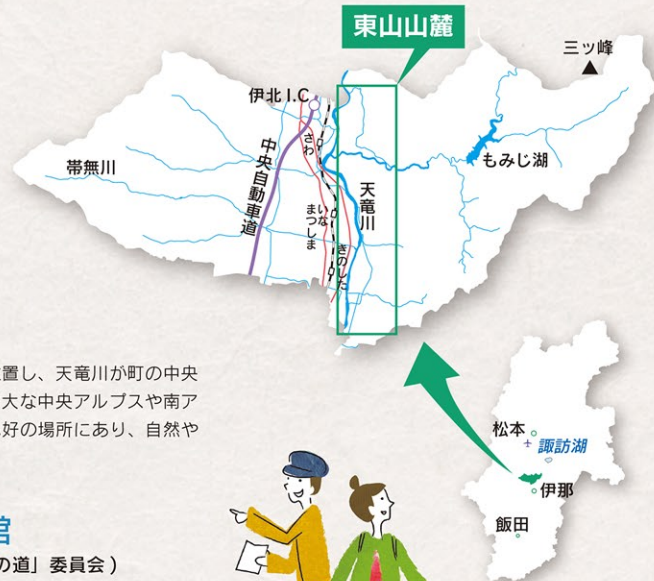 東山山麓
三ツ峰
伊北I.C
さわ
もみじ湖
帯無川
中央自動車道
天竜川
いな
まつしま
きのした
置し、天竜川が町の中央
大な中央アルプスや南ア
好の場所にあり、自然や
松本
諏訪湖
伊那
飯田
館
の道」委員会)